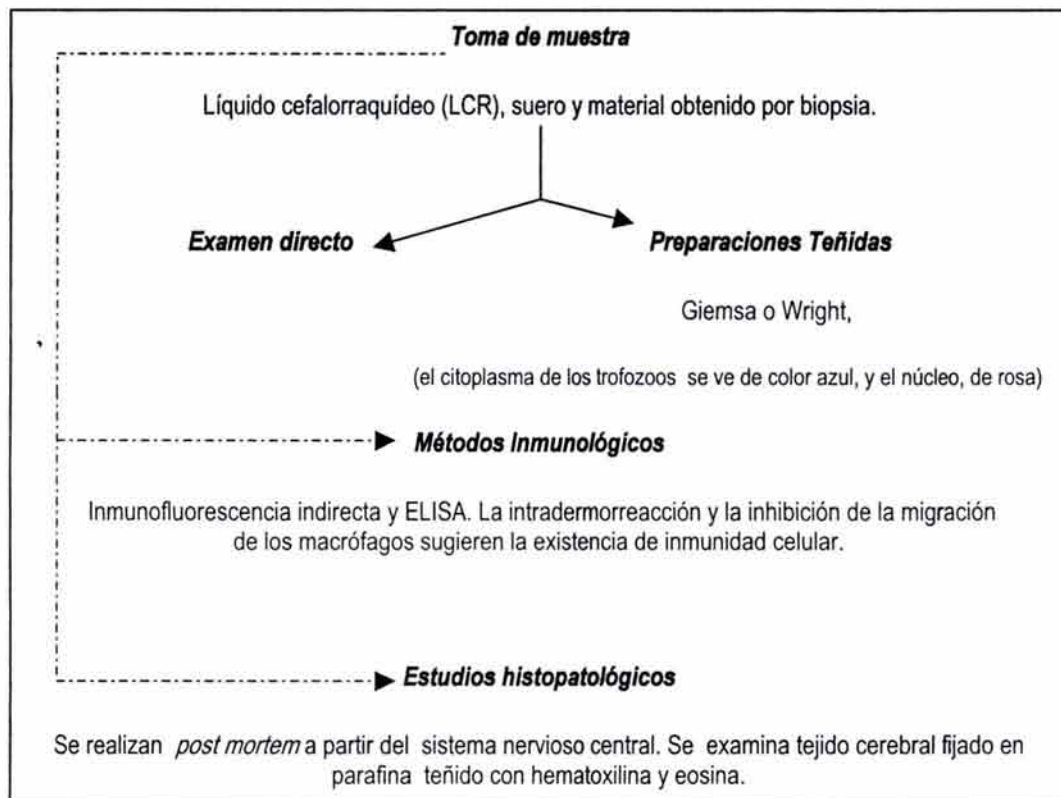 Toma de muestra
Líquido cefalorraquídeo (LCR), suero y material obtenido por biopsia.
Examen directo
Preparaciones Teñidas
Giemsa o Wright,
(el citoplasma de los trofozoos se ve de color azul, y el núcleo, de rosa)
Métodos Inmunológicos
Inmunofluorescencia indirecta y ELISA. La intradermorreacción y la inhibición de la migración
de los macrófagos sugieren la existencia de inmunidad celular.
Estudios histopatológicos
Se realizan post mortem a partir del sistema nervioso central. Se examina tejido cerebral fijado en
parafina teñido con hematoxilina y eosina.